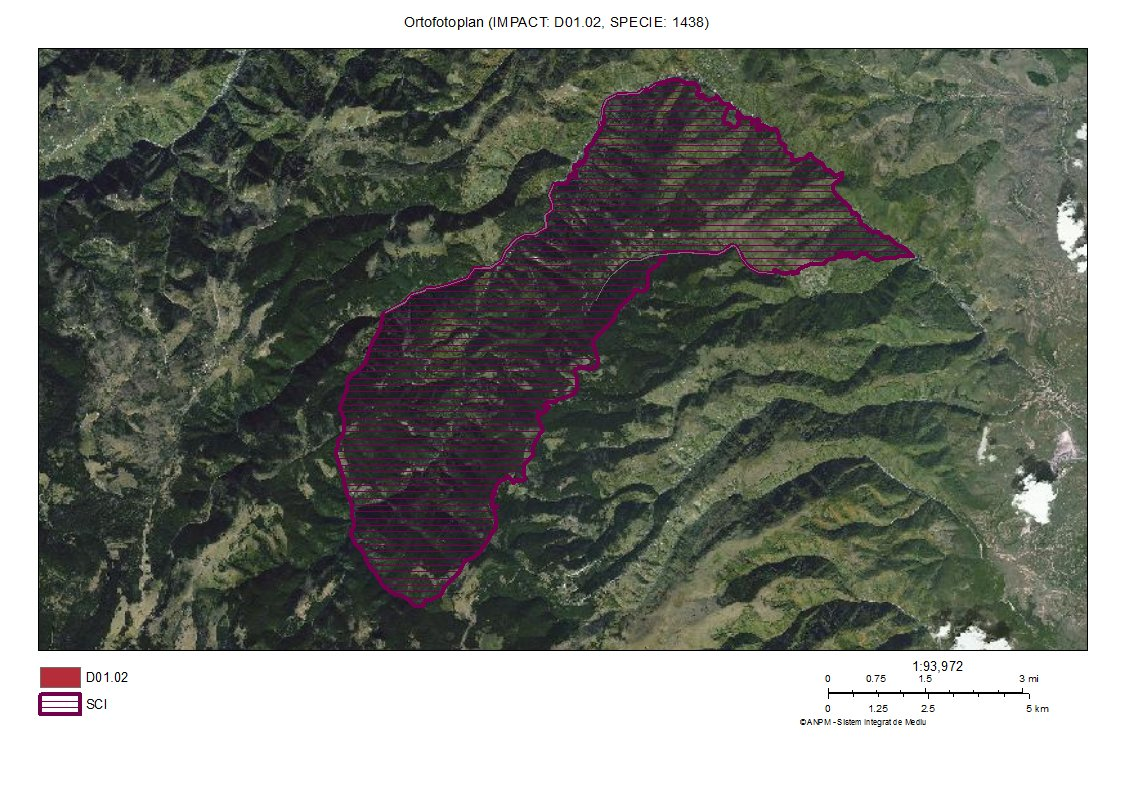 Ortofotoplan (IMPACT: D01.02, SPECIE: 1438)
D01.02
SCI
1:93,972
0 0.75 1.5 3 mi
0 1.25 2.5 5 km
©ANPM - Sistem Integrat de Mediu